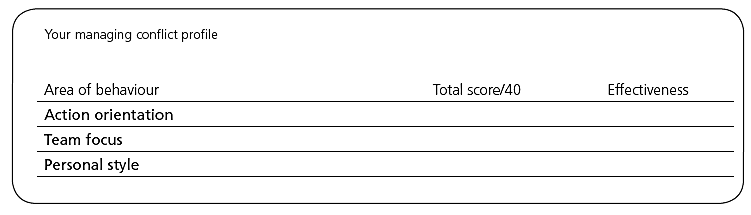 Your managing conflict profile
Area of behaviour Total score/40 Effectiveness
Action orientation
Team focus
Personal style